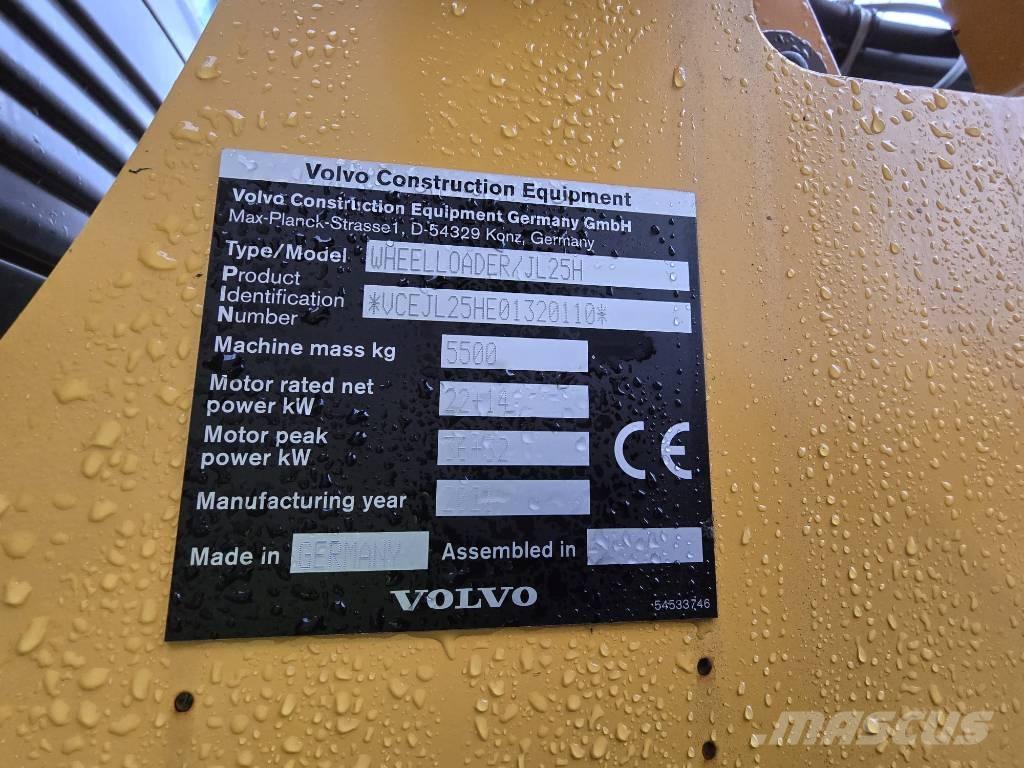 Volvo Construction Equipment
Volvo Construction Equipment Germany GmbH
Max-Planck-Strasse1, D-54329 Konz, Germany
Type/Model WHEELLOADER/JL25H
Product
Identification *VCEJL25HE01320110*
Number
Machine mass kg 5500
Motor rated net
power kW 22+14
Motor peak
power kW
Manufacturing year
Made in GERMANY Assembled in
CE
VOLVO
54533746
MASCUS